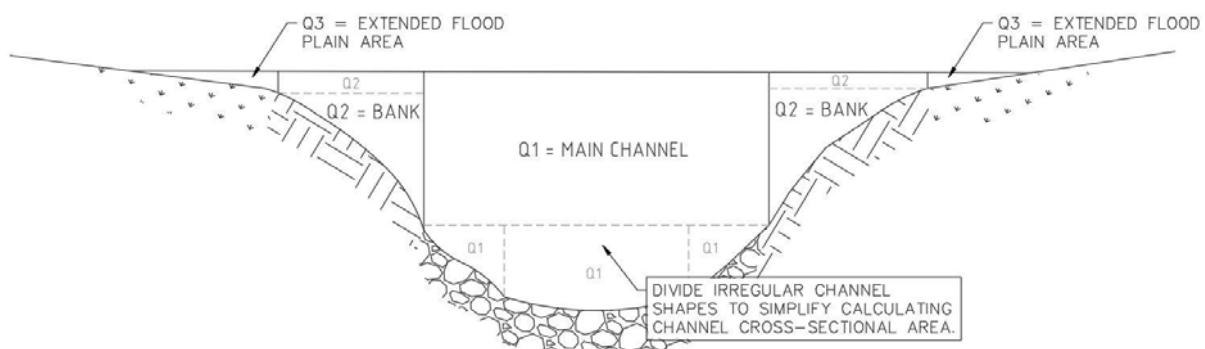 Q3 = EXTENDED FLOOD
PLAIN AREA
Q3 = EXTENDED FLOOD
PLAIN AREA
Q2
Q2
Q2 = BANK
Q2 = BANK
Q1 = MAIN CHANNEL
Q1
Q1
Q1
DIVIDE IRREGULAR CHANNEL
SHAPES TO SIMPLIFY CALCULATING
CHANNEL CROSS-SECTIONAL AREA.